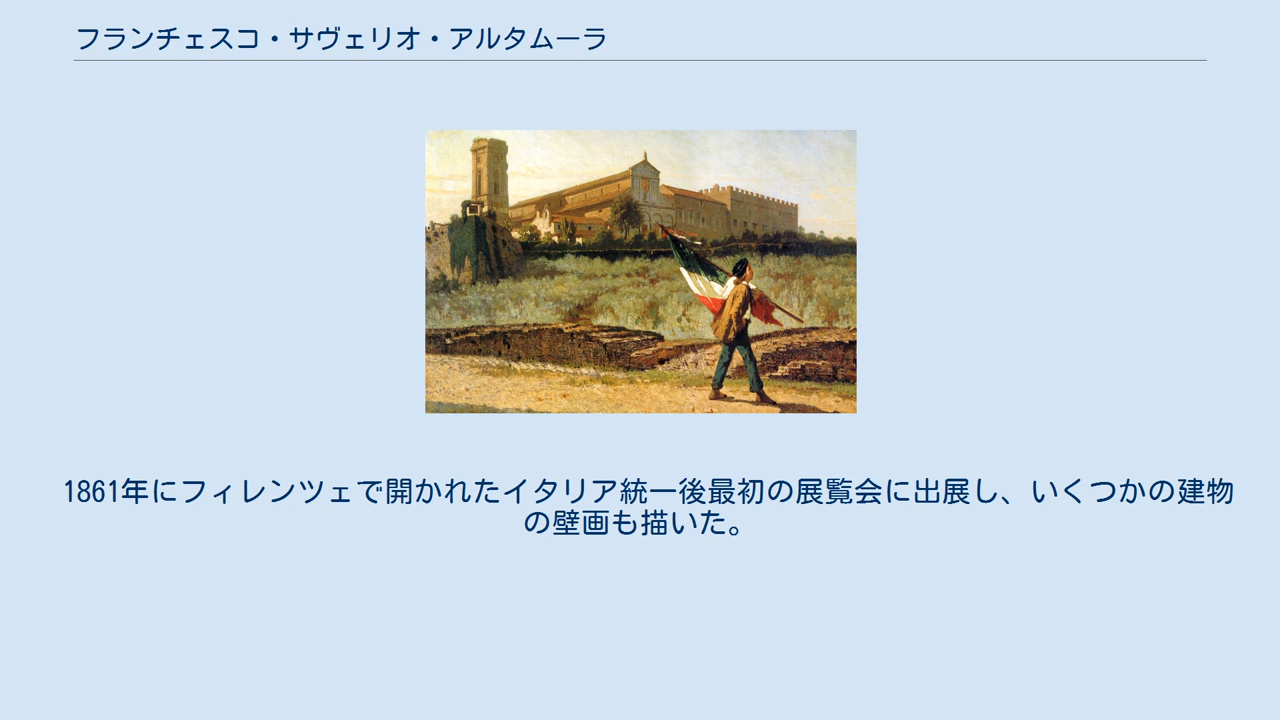 フランチェスコ・サヴェリオ・アルタムーラ
1861年にフィレンツェで開かれたイタリア統一後最初の展覧会に出展し、いくつかの建物
の壁画も描いた。